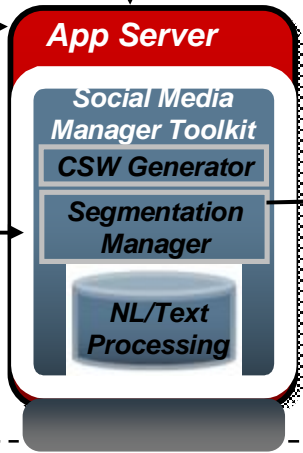 App Server
Social Media
Manager Toolkit
CSW Generator
Segmentation
Manager
NL/Text
Processing